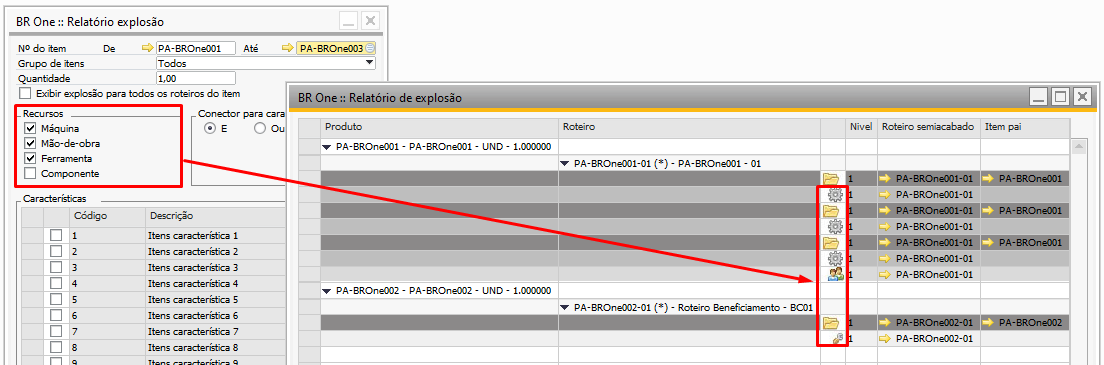 BR One :: Relatório explosão
Nº do item De PA-BROne001 Até PA-BROne003
Grupo de itens Todos
Quantidade 1,00
Exibir explosão para todos os roteiros do item
Recursos
Máquina
Mão-de-obra
Ferramenta
Componente
Conector para cara
E Ou
Características
Código Descrição
1 Itens característica 1
2 Itens característica 2
3 Itens característica 3
4 Itens característica 4
5 Itens característica 5
6 Itens característica 6
7 Itens característica 7
8 Itens característica 8
9 Itens característica 9
BR One :: Relatório de explosão
Produto Roteiro Nível Roteiro semiacabado Item pai
PA-BROne001 - PA-BROne001 - UND - 1.000000
PA-BROne001-01 (*) - PA-BROne001 - 01
1 PA-BROne001-01 PA-BROne001
1 PA-BROne001-01
1 PA-BROne001-01 PA-BROne001
1 PA-BROne001-01
1 PA-BROne001-01 PA-BROne001
1 PA-BROne001-01
1 PA-BROne001-01
PA-BROne002 - PA-BROne002 - UND - 1.000000
PA-BROne002-01 (*) - Roteiro Beneficiamento - BC01
1 PA-BROne002-01 PA-BROne002
1 PA-BROne002-01